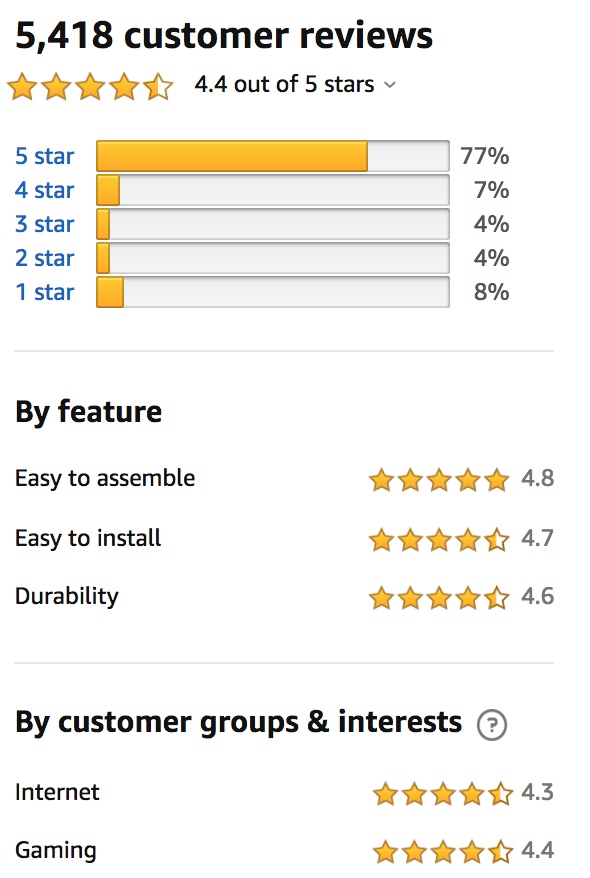 5,418 customer reviews
4.4 out of 5 stars
5 star 77%
4 star 7%
3 star 4%
2 star 4%
1 star 8%
By feature
Easy to assemble 4.8
Easy to install 4.7
Durability 4.6
By customer groups & interests ?
Internet 4.3
Gaming 4.4